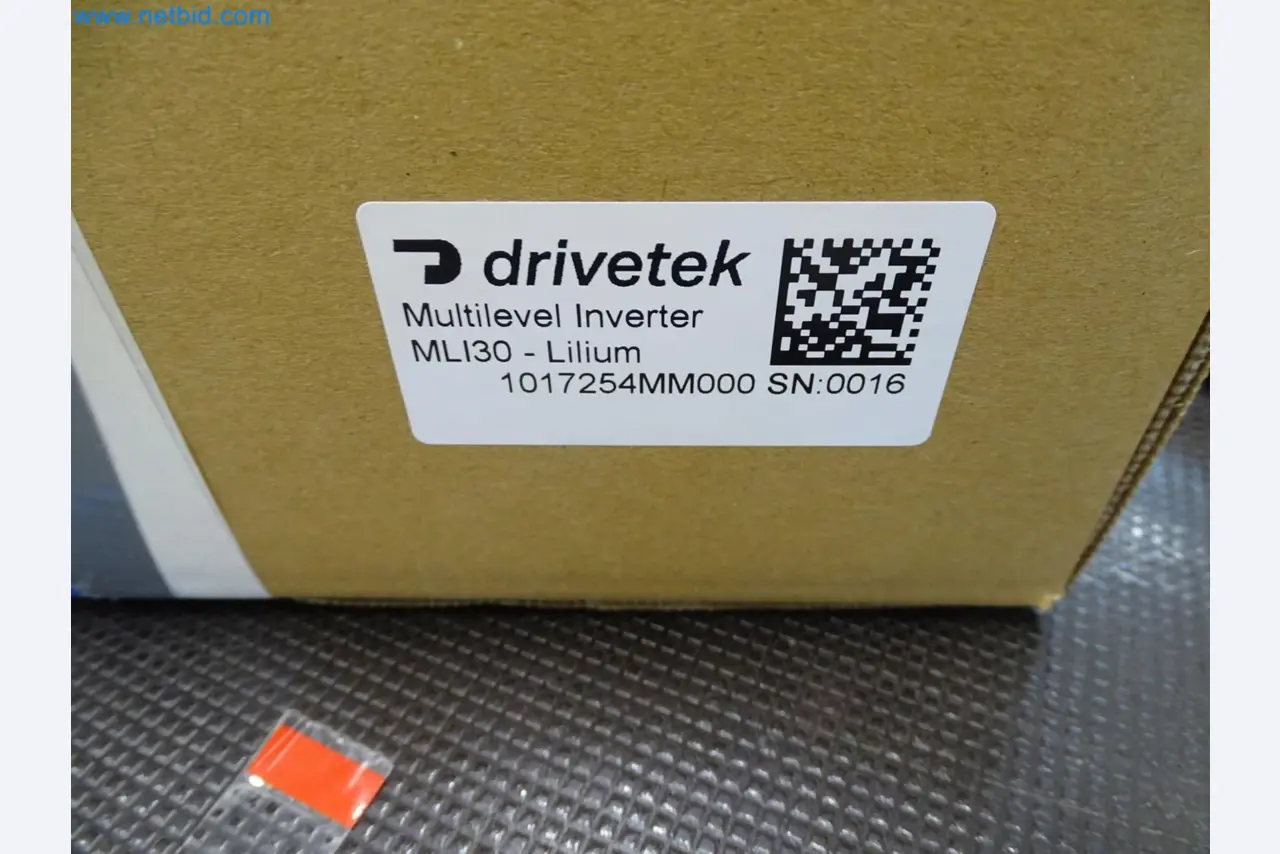 www.netbid.com
drivetek
Multilevel Inverter
MLI30 - Lilium
1017254MM000 SN:0016